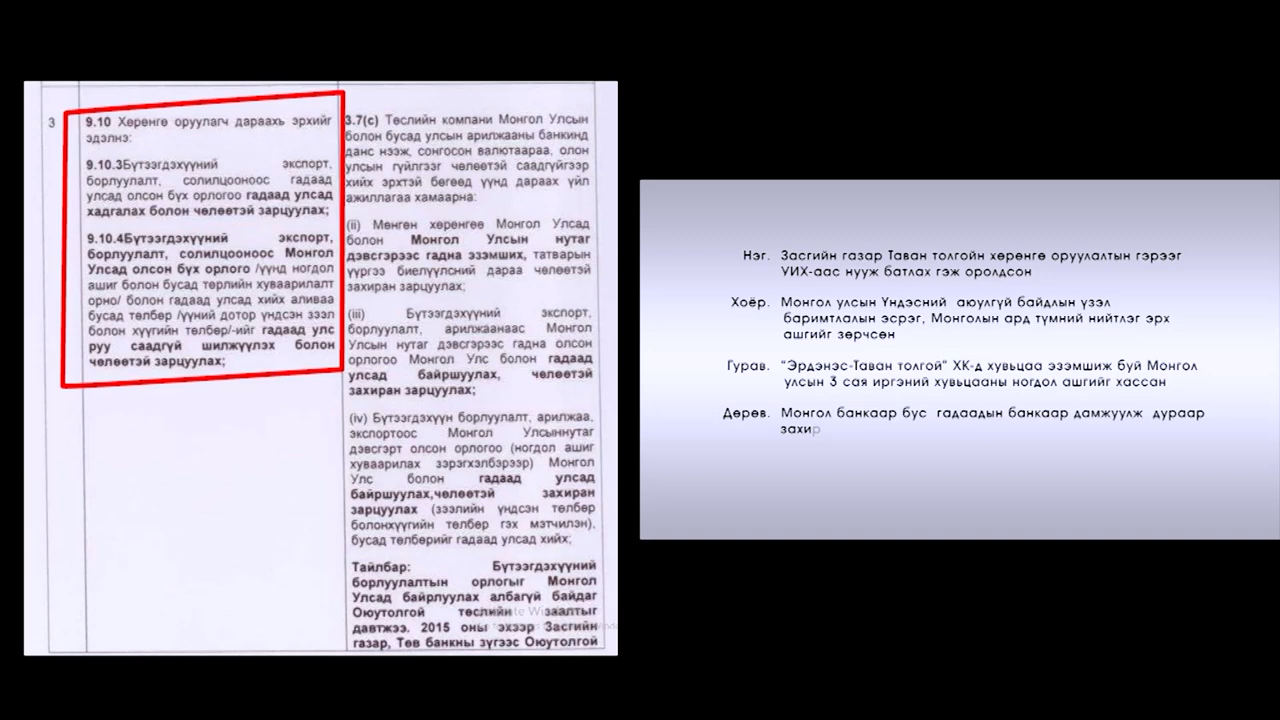 3
9.10 Хөрөнгө оруулагч дараахь эрхийг
эдэлнэ:
9.10.3Бүтээгдэхүүний экспорт,
борлуулалт, солилцооноос гадаад
улсад олсон бүх орлогоо гадаад улсад
хадгалах болон чөлөөтэй зарцуулах;
9.10.4Бүтээгдэхүүний экспорт,
борлуулалт, солилцооноос Монгол
Улсад олсон бүх орлого /үүнд ногдол
ашиг болон бусад төрлийн хуваарилалт
орно/ болон гадаад улсад хийх аливаа
бусад төлбөр /үүний дотор үндсэн зээл
болон хүүгийн төлбөр/-ийг гадаад улс
руу саадгүй шилжүүлэх болон
чөлөөтэй зарцуулах;
3.7(c) Төслийн компани Монгол Улсын
болон бусад улсын арилжааны банкинд
данс нээж, сонгосон валютаараа, олон
улсын гүйлгээг чөлөөтэй саадгүйгээр
хийх эрхтэй бөгөөд үүнд дараах үйл
ажиллагаа хамаарна:
(ii) Мөнгөн хөрөнгөө Монгол Улсад
болон Монгол Улсын нутаг
дэвсгэрээс гадна эзэмших, татварын
үүргээ биелүүлсний дараа чөлөөтэй
захиран зарцуулах;
(iii) Бүтээгдэхүүний экспорт,
борлуулалт, арилжаанаас Монгол
Улсын нутаг дэвсгэрээс гадна олсон
орлогоо Монгол Улс болон гадаад
улсад байршуулах, чөлөөтэй
захиран зарцуулах;
(iv) Бүтээгдэхүүн борлуулалт, арилжаа,
экспортоос Монгол Улсыннутаг
дэвсгэрт олсон орлогоо (ногдол ашиг
хуваарилах зэрэгхэлбэрээр) Монгол
Улс болон гадаад улсад
байршуулах,чөлөөтэй захиран
зарцуулах (зээлийн үндсэн төлбөр
болонхүүгийн төлбөр гэх мэтчилэн),
бусад төлбөрийг гадаад улсад хийх;
Тайлбар: Бүтээгдэхүүний
борлуулалтын орлогыг Монгол
Улсад байрлуулах албагүй байдаг
Оюутолгой төслийн заалтыг
давтжээ. 2015 оны эхээр Засгийн
газар, Төв банкны зүгээс Оюутолгой
Нэг. Засгийн газар Таван толгойн хөрөнгө оруулалтын гэрээг
УИХ-аас нууж батлах гэж оролдсон
Хоёр. Монгол улсын Үндэсний аюулгүй байдлын үзэл
баримтлалын эсрэг, Монголын ард түмний нийтлэг эрх
ашгийг зөрчсөн
Гурав. "Эрдэнэс-Таван толгой" ХК-д хувьцаа эзэмшиж буй Монгол
улсын 3 сая иргэний хувьцааны ногдол ашгийг хассан
Дөрөв. Монгол банкаар бус гадаадын банкаар дамжуулж дураар
захир